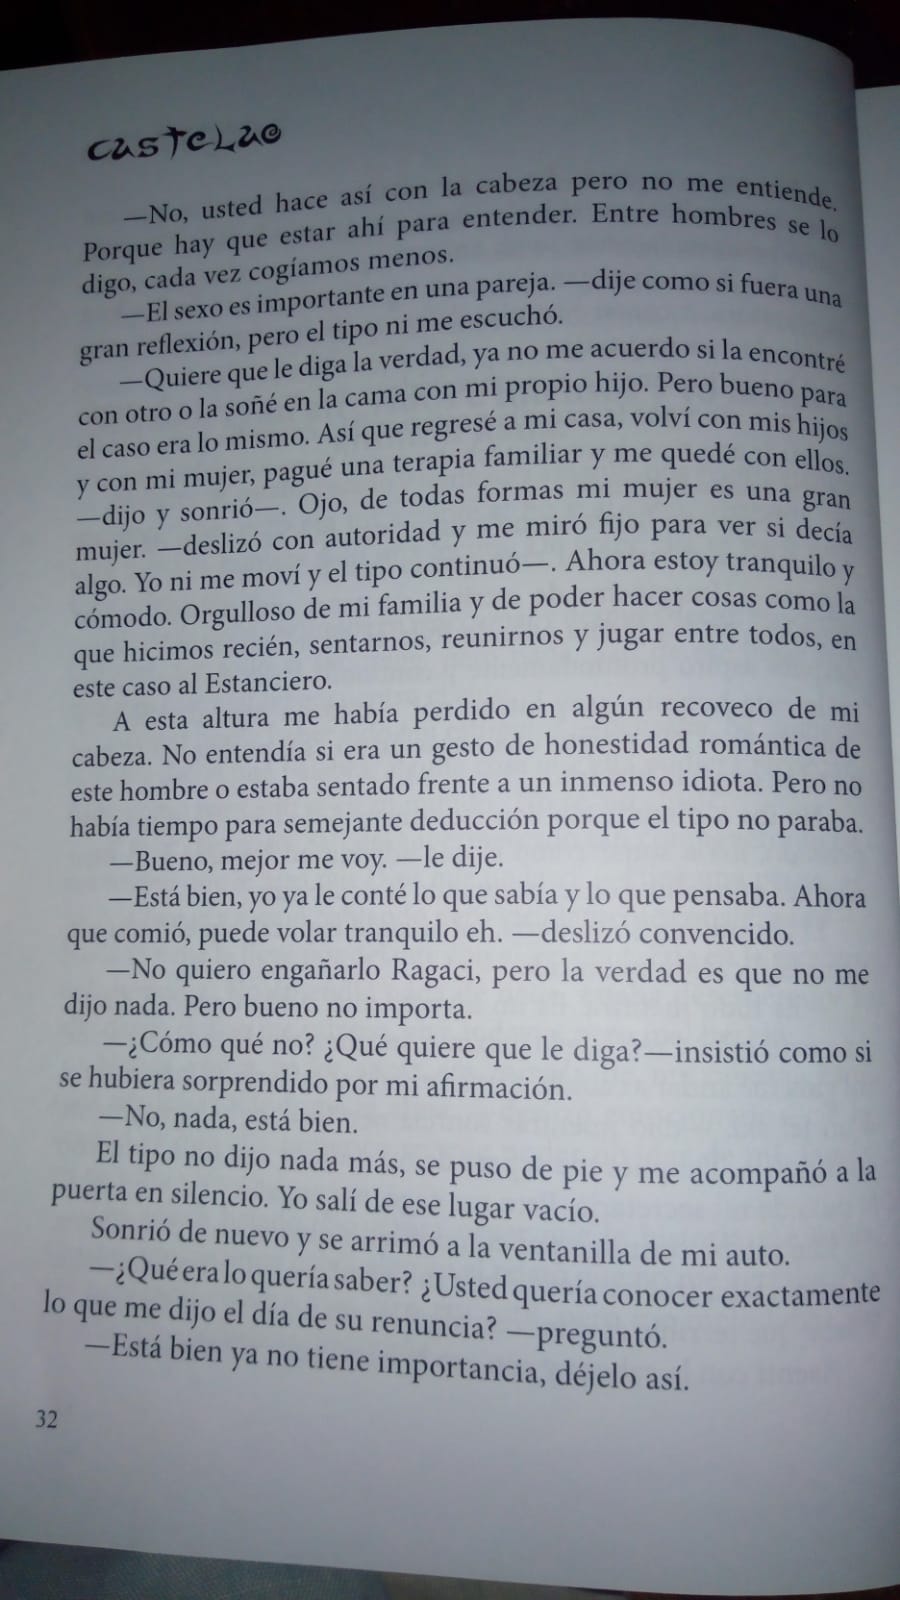 CASTELAO
—No, usted hace así con la cabeza pero no me entiende.
Porque hay que estar ahí para entender. Entre hombres se lo
digo, cada vez cogíamos menos.
—El sexo es importante en una pareja. —dije como si fuera una
gran reflexión, pero el tipo ni me escuchó.
—Quiere que le diga la verdad, ya no me acuerdo si la encontré
con otro o la soñé en la cama con mi propio hijo. Pero bueno para
el caso era lo mismo. Así que regresé a mi casa, volví con mis hijos
y con mi mujer, pagué una terapia familiar y me quedé con ellos.
—dijo y sonrió—. Ojo, de todas formas mi mujer es una gran
mujer. —deslizó con autoridad y me miró fijo para ver si decía
algo. Yo ni me moví y el tipo continuó—. Ahora estoy tranquilo y
cómodo. Orgulloso de mi familia y de poder hacer cosas como la
que hicimos recién, sentarnos, reunirnos y jugar entre todos, en
este caso al Estanciero.
A esta altura me había perdido en algún recoveco de mi
cabeza. No entendía si era un gesto de honestidad romántica de
este hombre o estaba sentado frente a un inmenso idiota. Pero no
había tiempo para semejante deducción porque el tipo no paraba.
—Bueno, mejor me voy. —le dije.
—Está bien, yo ya le conté lo que sabía y lo que pensaba. Ahora
que comió, puede volar tranquilo eh. —deslizó convencido.
—No quiero engañarlo Ragaci, pero la verdad es que no me
dijo nada. Pero bueno no importa.
—¿Cómo qué no? ¿Qué quiere que le diga?—insistió como si
se hubiera sorprendido por mi afirmación.
—No, nada, está bien.
El tipo no dijo nada más, se puso de pie y me acompañó a la
puerta en silencio. Yo salí de ese lugar vacío.
Sonrió de nuevo y se arrimó a la ventanilla de mi auto.
—¿Qué era lo quería saber? ¿Usted quería conocer exactamente
lo que me dijo el día de su renuncia? —preguntó.
—Está bien ya no tiene importancia, déjelo así.
32